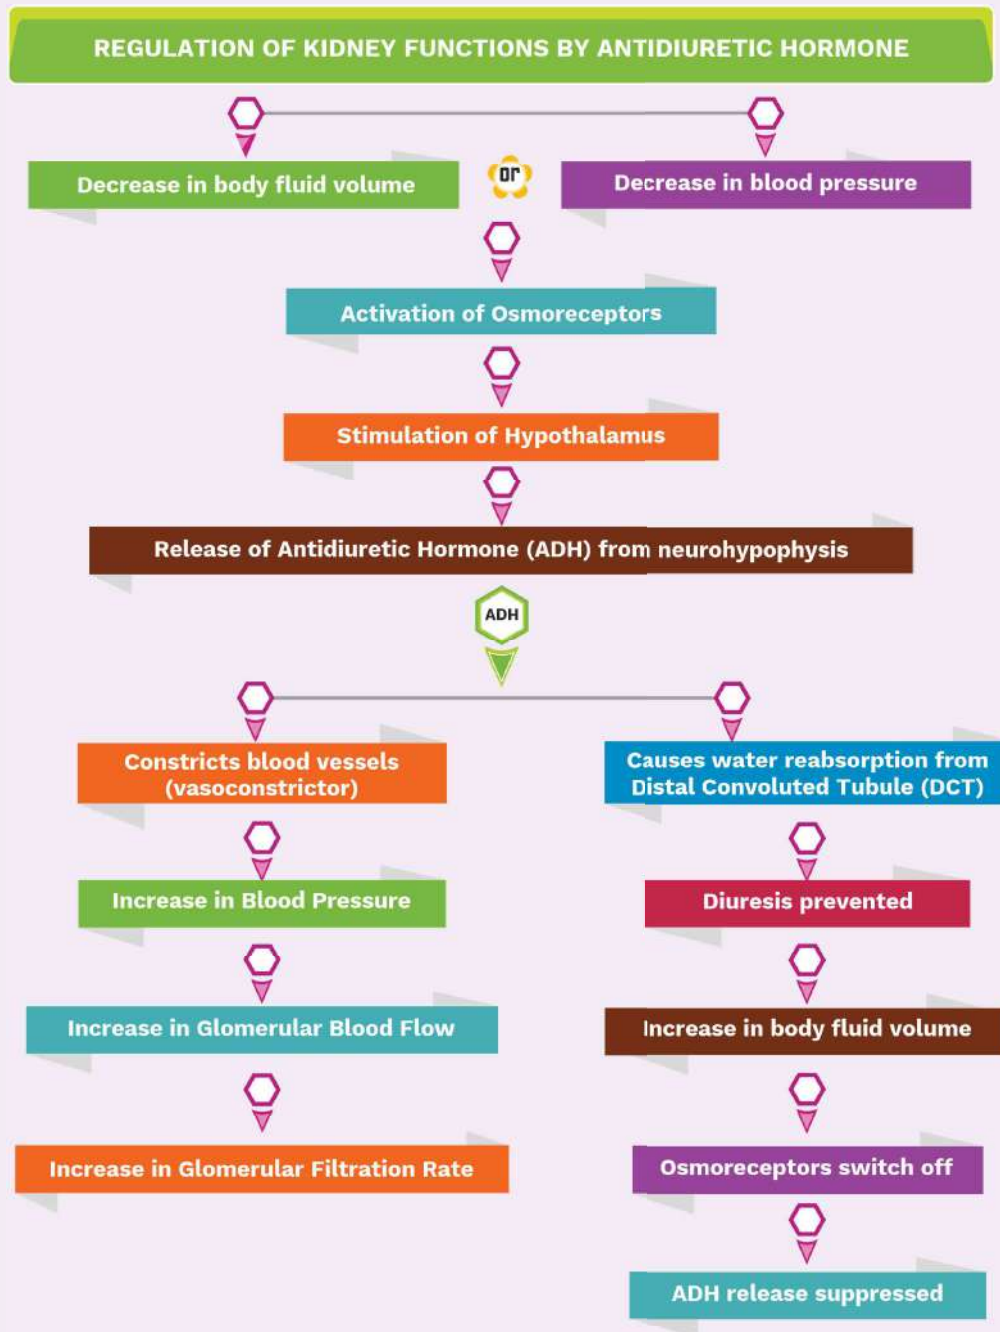 REGULATION OF KIDNEY FUNCTIONS BY ANTIDIURETIC HORMONE
Decrease in body fluid volume
or
Decrease in blood pressure
Activation of Osmoreceptors
Stimulation of Hypothalamus
Release of Antidiuretic Hormone (ADH) from neurohypophysis
ADH
Constricts blood vessels
(vasoconstrictor)
Increase in Blood Pressure
Increase in Glomerular Blood Flow
Increase in Glomerular Filtration Rate
Causes water reabsorption from
Distal Convoluted Tubule (DCT)
Diuresis prevented
Increase in body fluid volume
Osmoreceptors switch off
ADH release suppressed